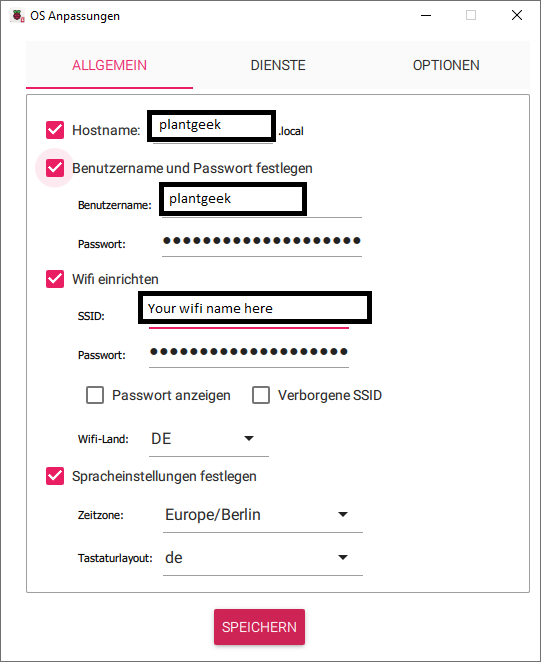 OS Anpassungen
ALLGEMEIN DIENSTE OPTIONEN
Hostname: plantgeek .local
Benutzername und Passwort festlegen
Benutzername: plantgeek
Passwort: ●●●●●●●●●●●●●●●●●●●●
Wifi einrichten
SSID: Your wifi name here
Passwort: ●●●●●●●●●●●●●●●●●●●●
Passwort anzeigen Verborgene SSID
Wifi-Land: DE
Spracheinstellungen festlegen
Zeitzone: Europe/Berlin
Tastaturlayout: de
SPEICHERN